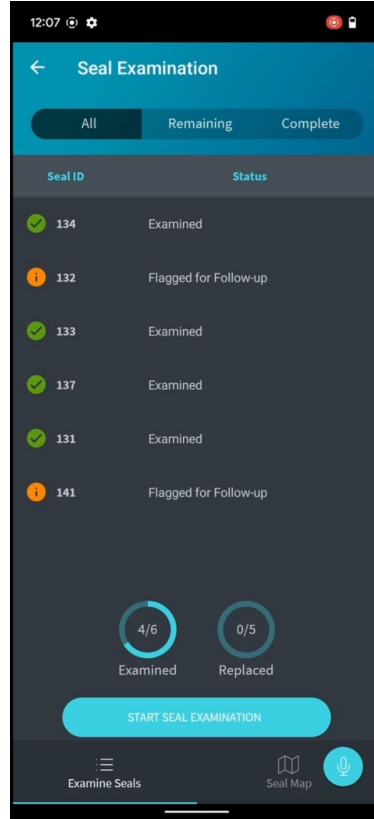 12:07
Seal Examination
All Remaining Complete
Seal ID Status
134 Examined
132 Flagged for Follow-up
133 Examined
137 Examined
131 Examined
141 Flagged for Follow-up
4/6 0/5
Examined Replaced
START SEAL EXAMINATION
Examine Seals Seal Map